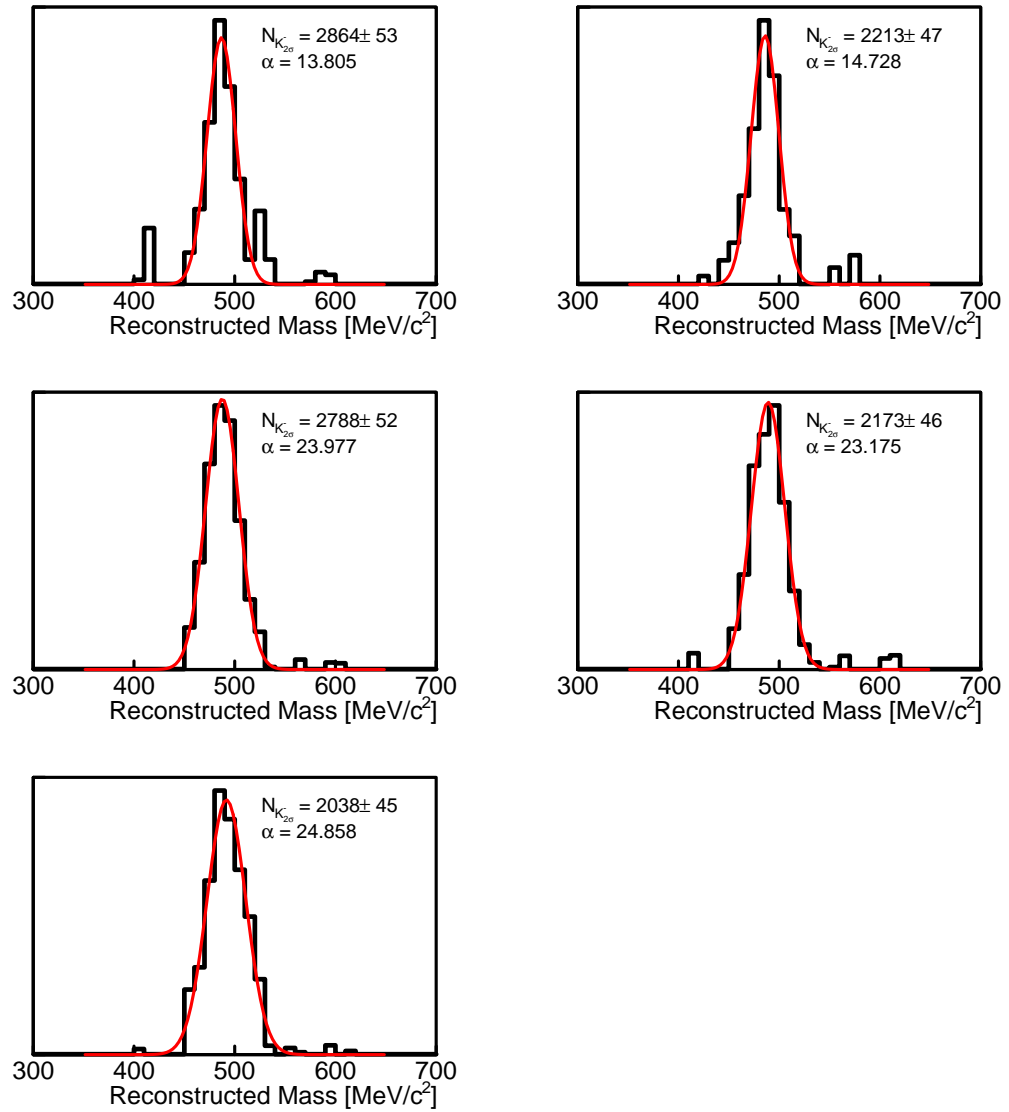 N_{K^-_{2σ}} = 2864± 53
α = 13.805
300 400 500 600 700
Reconstructed Mass [MeV/c²]
N_{K^-_{2σ}} = 2213± 47
α = 14.728
300 400 500 600 700
Reconstructed Mass [MeV/c²]
N_{K^-_{2σ}} = 2788± 52
α = 23.977
300 400 500 600 700
Reconstructed Mass [MeV/c²]
N_{K^-_{2σ}} = 2173± 46
α = 23.175
300 400 500 600 700
Reconstructed Mass [MeV/c²]
N_{K^-_{2σ}} = 2038± 45
α = 24.858
300 400 500 600 700
Reconstructed Mass [MeV/c²]